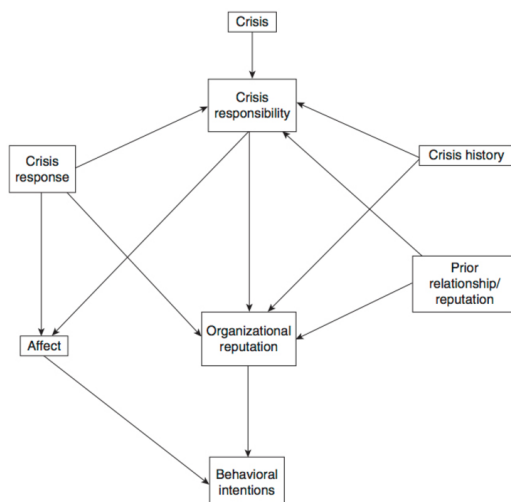 Crisis
Crisis
responsibility
Crisis
response
Crisis history
Prior
relationship/
reputation
Organizational
reputation
Affect
Behavioral
intentions